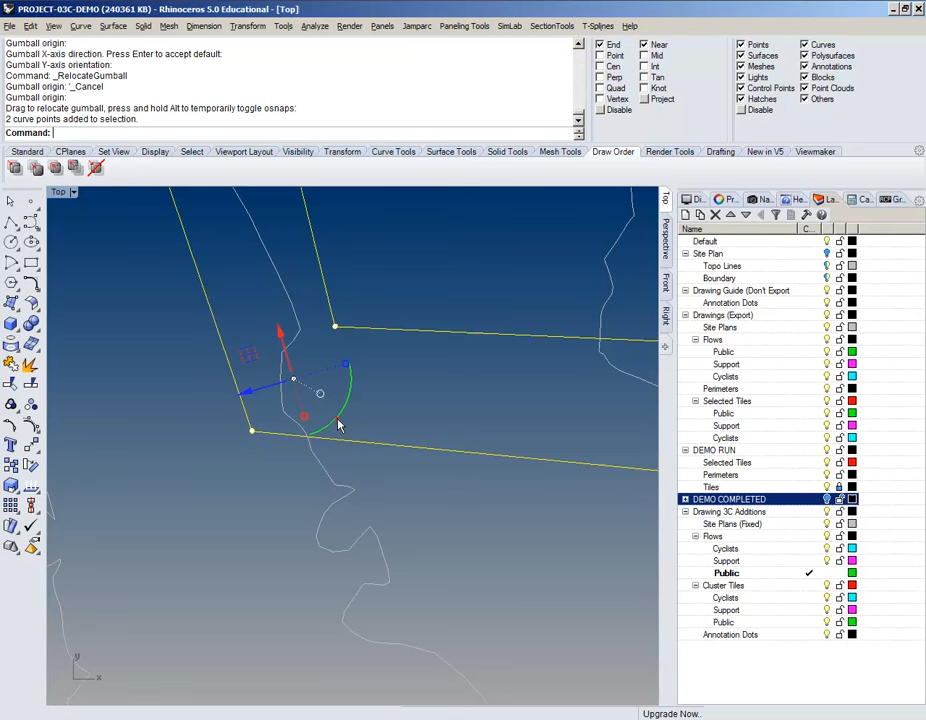 PROJECT-03C-DEMO (240361 KB) - Rhinoceros 5.0 Educational - [Top]
File Edit View Curve Surface Solid Mesh Dimension Transform Tools Analyze Render Panels Jamparc Paneling Tools SimLab SectionTools T-Splines Help
Gumball origin:
Gumball X-axis direction. Press Enter to accept default:
Gumball Y-axis orientation:
Command: _RelocateGumball
Gumball origin: '_Cancel
Gumball origin:
Drag to relocate gumball, press and hold Alt to temporarily toggle osnaps:
2 curve points added to selection.
Command:
End Near
Point Mid
Cen Int
Perp Tan
Quad Knot
Vertex Project
Disable
Points Curves
Surfaces Polysurfaces
Meshes Annotations
Lights Blocks
Control Points Point Clouds
Hatches Others
Disable
Standard CPlanes Set View Display Select Viewport Layout Visibility Transform Curve Tools Surface Tools Solid Tools Mesh Tools Draw Order Render Tools Drafting New in V5 Viewmaker
Top
Top
Perspective
Front
Right
Di... Pr... Na... He... La... Ca... Gr...
Name C...
Default
Site Plan
Topo Lines
Boundary
Drawing Guide (Don't Export
Annotation Dots
Drawings (Export)
Site Plans
Flows
Public
Support
Cyclists
Perimeters
Selected Tiles
Public
Support
Cyclists
DEMO RUN
Selected Tiles
Perimeters
Tiles
DEMO COMPLETED
Drawing 3C Additions
Site Plans (Fixed)
Flows
Cyclists
Support
Public
Cluster Tiles
Cyclists
Support
Public
Annotation Dots
y
x
Upgrade Now...